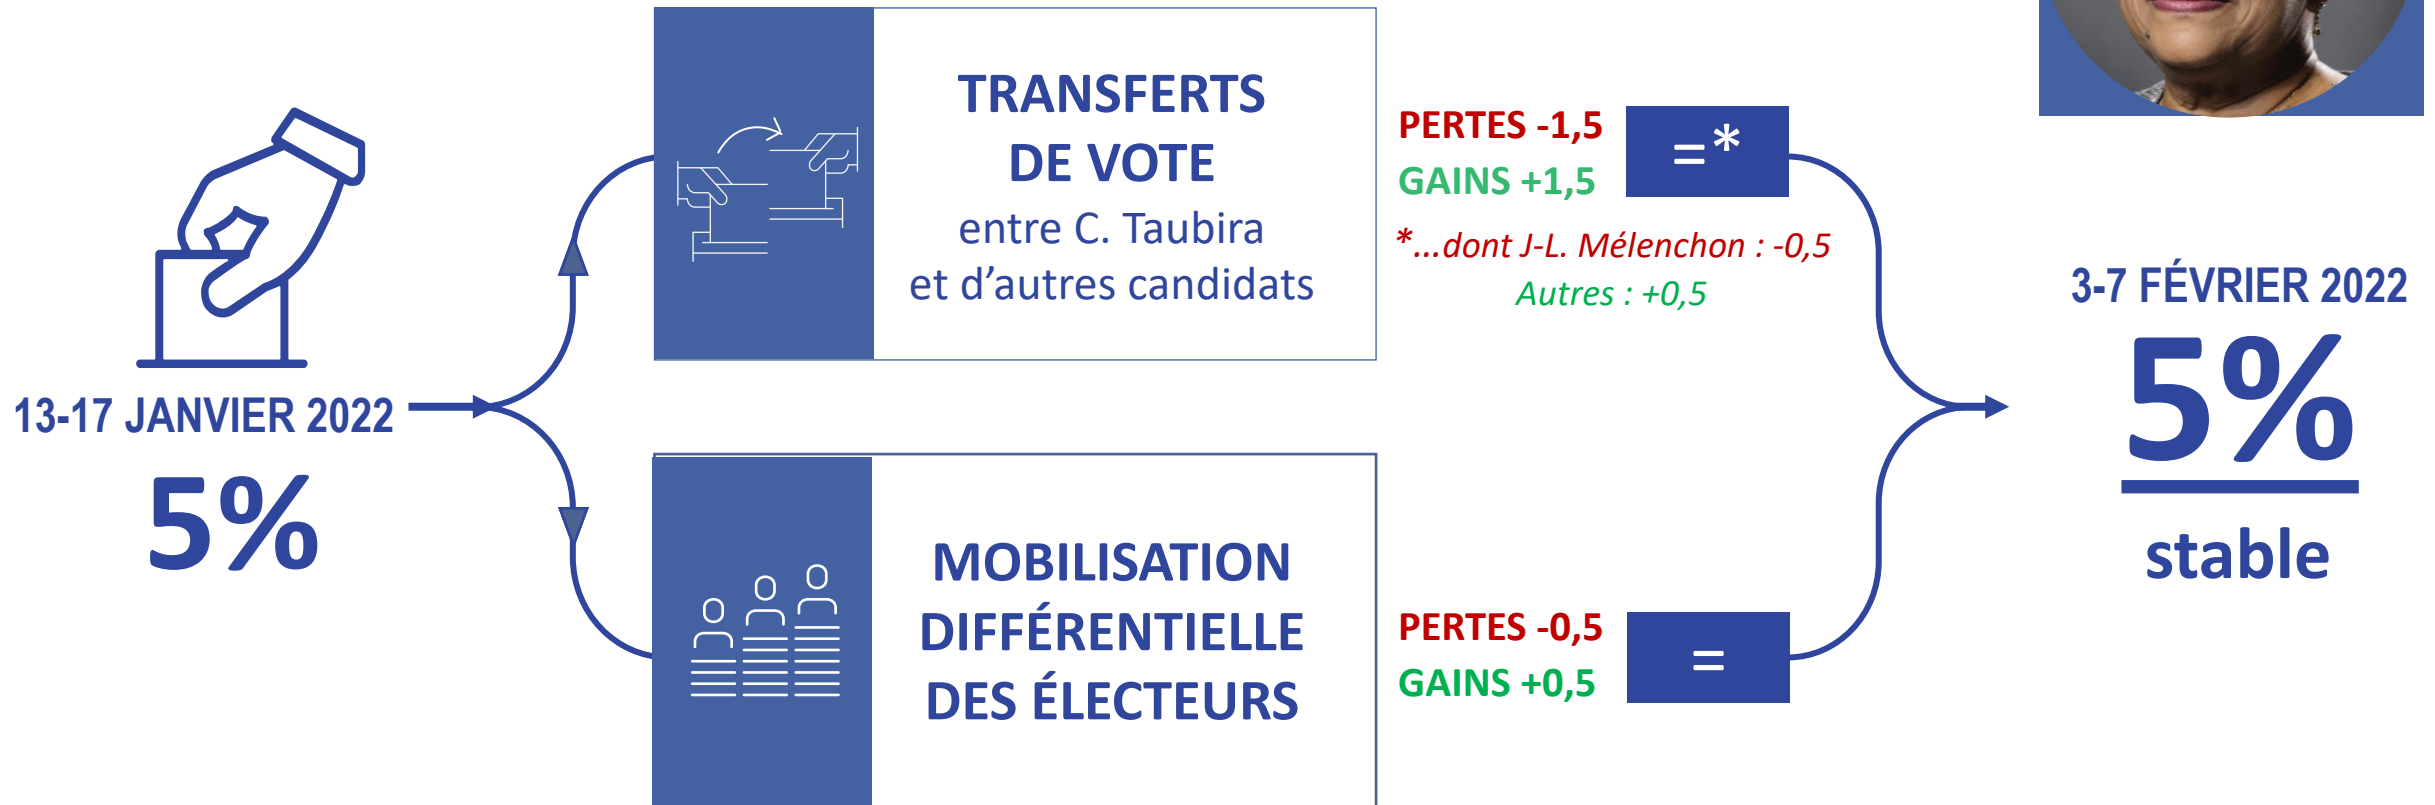 13-17 JANVIER 2022
5%
TRANSFERTS
DE VOTE
entre C. Taubira
et d’autres candidats
PERTES -1,5
GAINS +1,5
=*
*...dont J-L. Mélenchon : -0,5
Autres : +0,5
MOBILISATION
DIFFÉRENTIELLE
DES ÉLECTEURS
PERTES -0,5
GAINS +0,5
=
3-7 FÉVRIER 2022
5%
stable